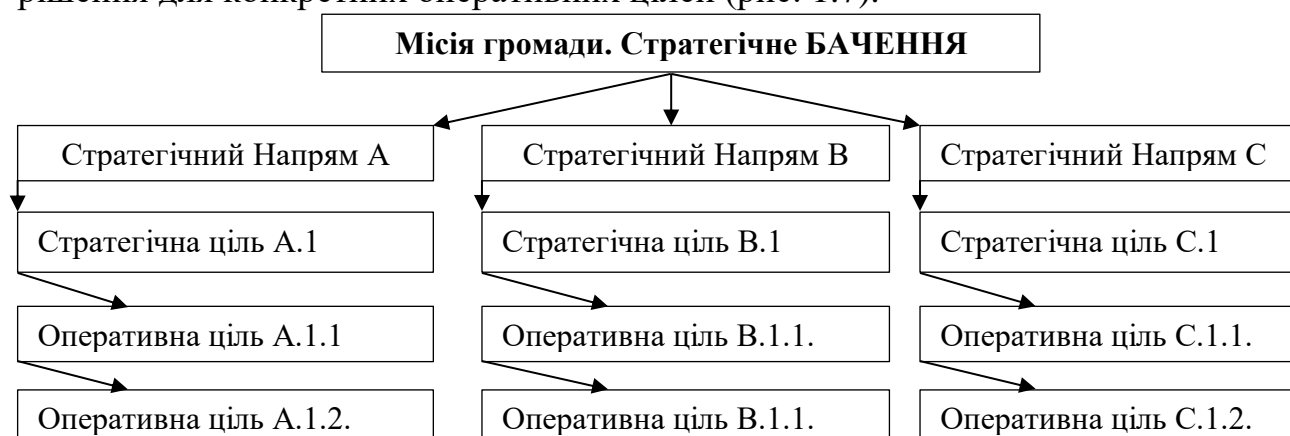 рішення для конкретних оперативних цілей (рис. 1.7).
Місія громади. Стратегічне БАЧЕННЯ
Стратегічний Напрям А
Стратегічний Напрям В
Стратегічний Напрям С
Стратегічна ціль А.1
Стратегічна ціль В.1
Стратегічна ціль С.1
Оперативна ціль А.1.1
Оперативна ціль В.1.1.
Оперативна ціль С.1.1.
Оперативна ціль А.1.2.
Оперативна ціль В.1.1.
Оперативна ціль С.1.2.